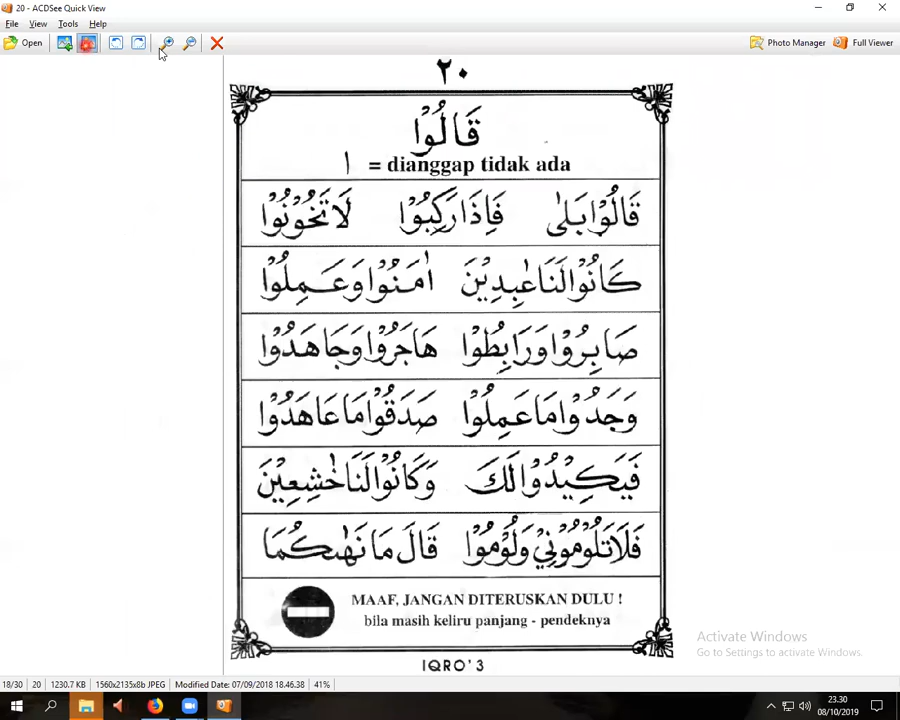 20 - ACDSee Quick View
File View Tools Help
Open
Photo Manager Full Viewer
٢٠
قَالُوْا
ا = dianggap tidak ada
قَالُوْا بَلٰى فَاِذَا رَكِبُوْا لَا تَخُوْنُوْا
كَانُوْا لَنَا عٰبِدِيْنَ اٰمَنُوْا وَعَمِلُوْا
صَابِرُوْا وَرَابِطُوْا هَاجَرُوْا وَجَاهَدُوْا
وَجَدُوْا مَا عَمِلُوْا صَدَقُوْا مَا عَاهَدُوْا
فَيَكِيْدُوْا لَكَ وَكَانُوْا لَنَا خٰشِعِيْنَ
فَلَا تَلُوْمُوْنِيْ وَلُوْمُوْا قَالَ مَا نَهٰىكُمَا
MAAF, JANGAN DITERUSKAN DULU !
bila masih keliru panjang - pendeknya
IQRO' 3
Activate Windows
Go to Settings to activate Windows.
18/30 20 1230.7 KB 1560x2135x8b JPEG Modified Date: 07/09/2018 18.46.38 41%
23.30
08/10/2019